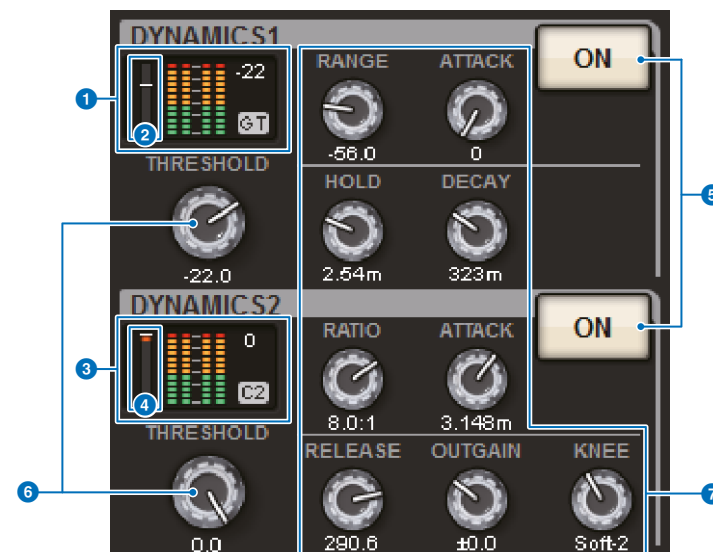 DYNAMICS1
RANGE ATTACK ON
1 -22
2 GT
-56.0 0
THRESHOLD
HOLD DECAY
5
-22.0 2.54m 323m
DYNAMICS2
RATIO ATTACK ON
0
3
4 C2
8.0:1 3.148m
THRESHOLD
RELEASE OUTGAIN KNEE
6 7
0.0 290.6 ±0.0 Soft-2